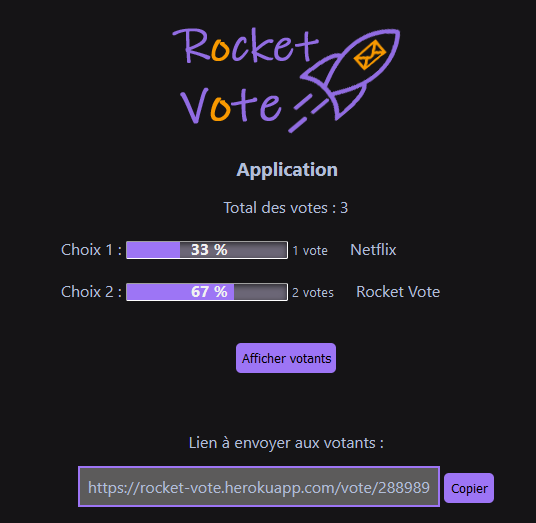 Rocket
Vote
Application
Total des votes : 3
Choix 1 : 33 % 1 vote Netflix
Choix 2 : 67 % 2 votes Rocket Vote
Afficher votants
Lien à envoyer aux votants :
https://rocket-vote.herokuapp.com/vote/288989 Copier